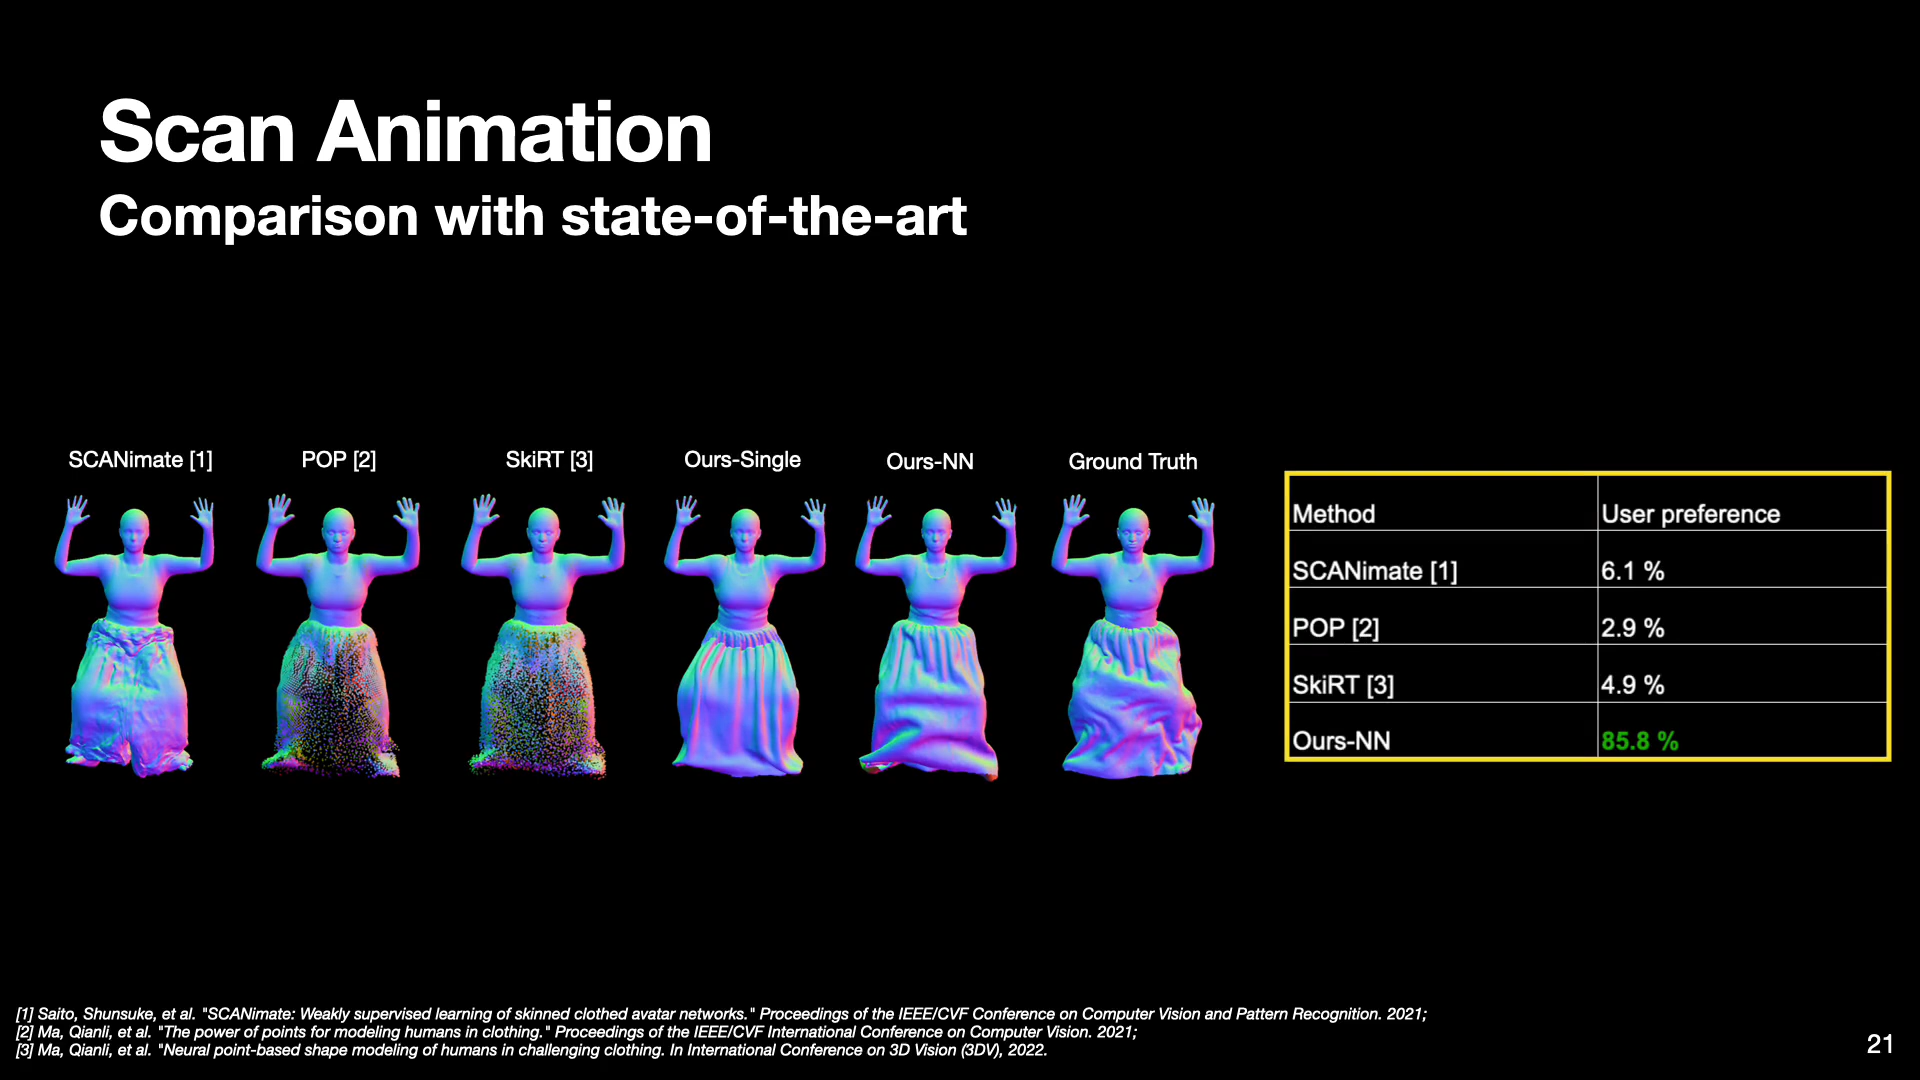 Scan Animation
Comparison with state-of-the-art
SCANimate [1] POP [2] SkiRT [3] Ours-Single Ours-NN Ground Truth
Method User preference
SCANimate [1] 6.1 %
POP [2] 2.9 %
SkiRT [3] 4.9 %
Ours-NN 85.8 %
[1] Saito, Shunsuke, et al. "SCANimate: Weakly supervised learning of skinned clothed avatar networks." Proceedings of the IEEE/CVF Conference on Computer Vision and Pattern Recognition. 2021;
[2] Ma, Qianli, et al. "The power of points for modeling humans in clothing." Proceedings of the IEEE/CVF International Conference on Computer Vision. 2021;
[3] Ma, Qianli, et al. "Neural point-based shape modeling of humans in challenging clothing. In International Conference on 3D Vision (3DV), 2022.
21